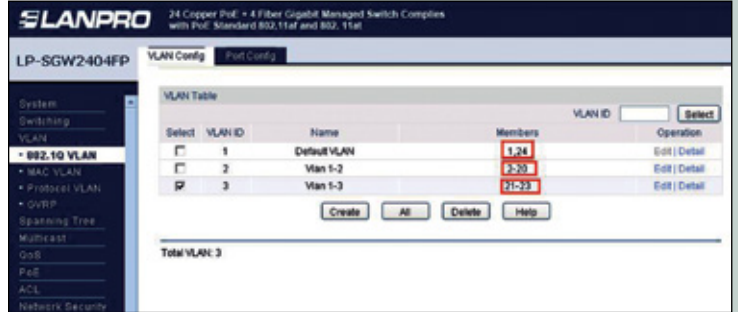 SLANPRO
24 Copper PoE + 4 Fiber Gigabit Managed Switch Complies
with PoE Standard 802.11af and 802. 11at
LP-SGW2404FP
VLAN Config
Port Config
System
Switching
VLAN
• 802.1Q VLAN
• MAC VLAN
• Protocol VLAN
• GVRP
Spanning Tree
Multicast
QoS
PoE
ACL
Network Security
VLAN Table
VLAN ID Select
Select VLAN ID Name Members Operation
1 Default VLAN 1,24 Edit | Detail
2 Vlan 1-2 2-20 Edit | Detail
3 Vlan 1-3 21-23 Edit | Detail
Create All Delete Help
Total VLAN: 3